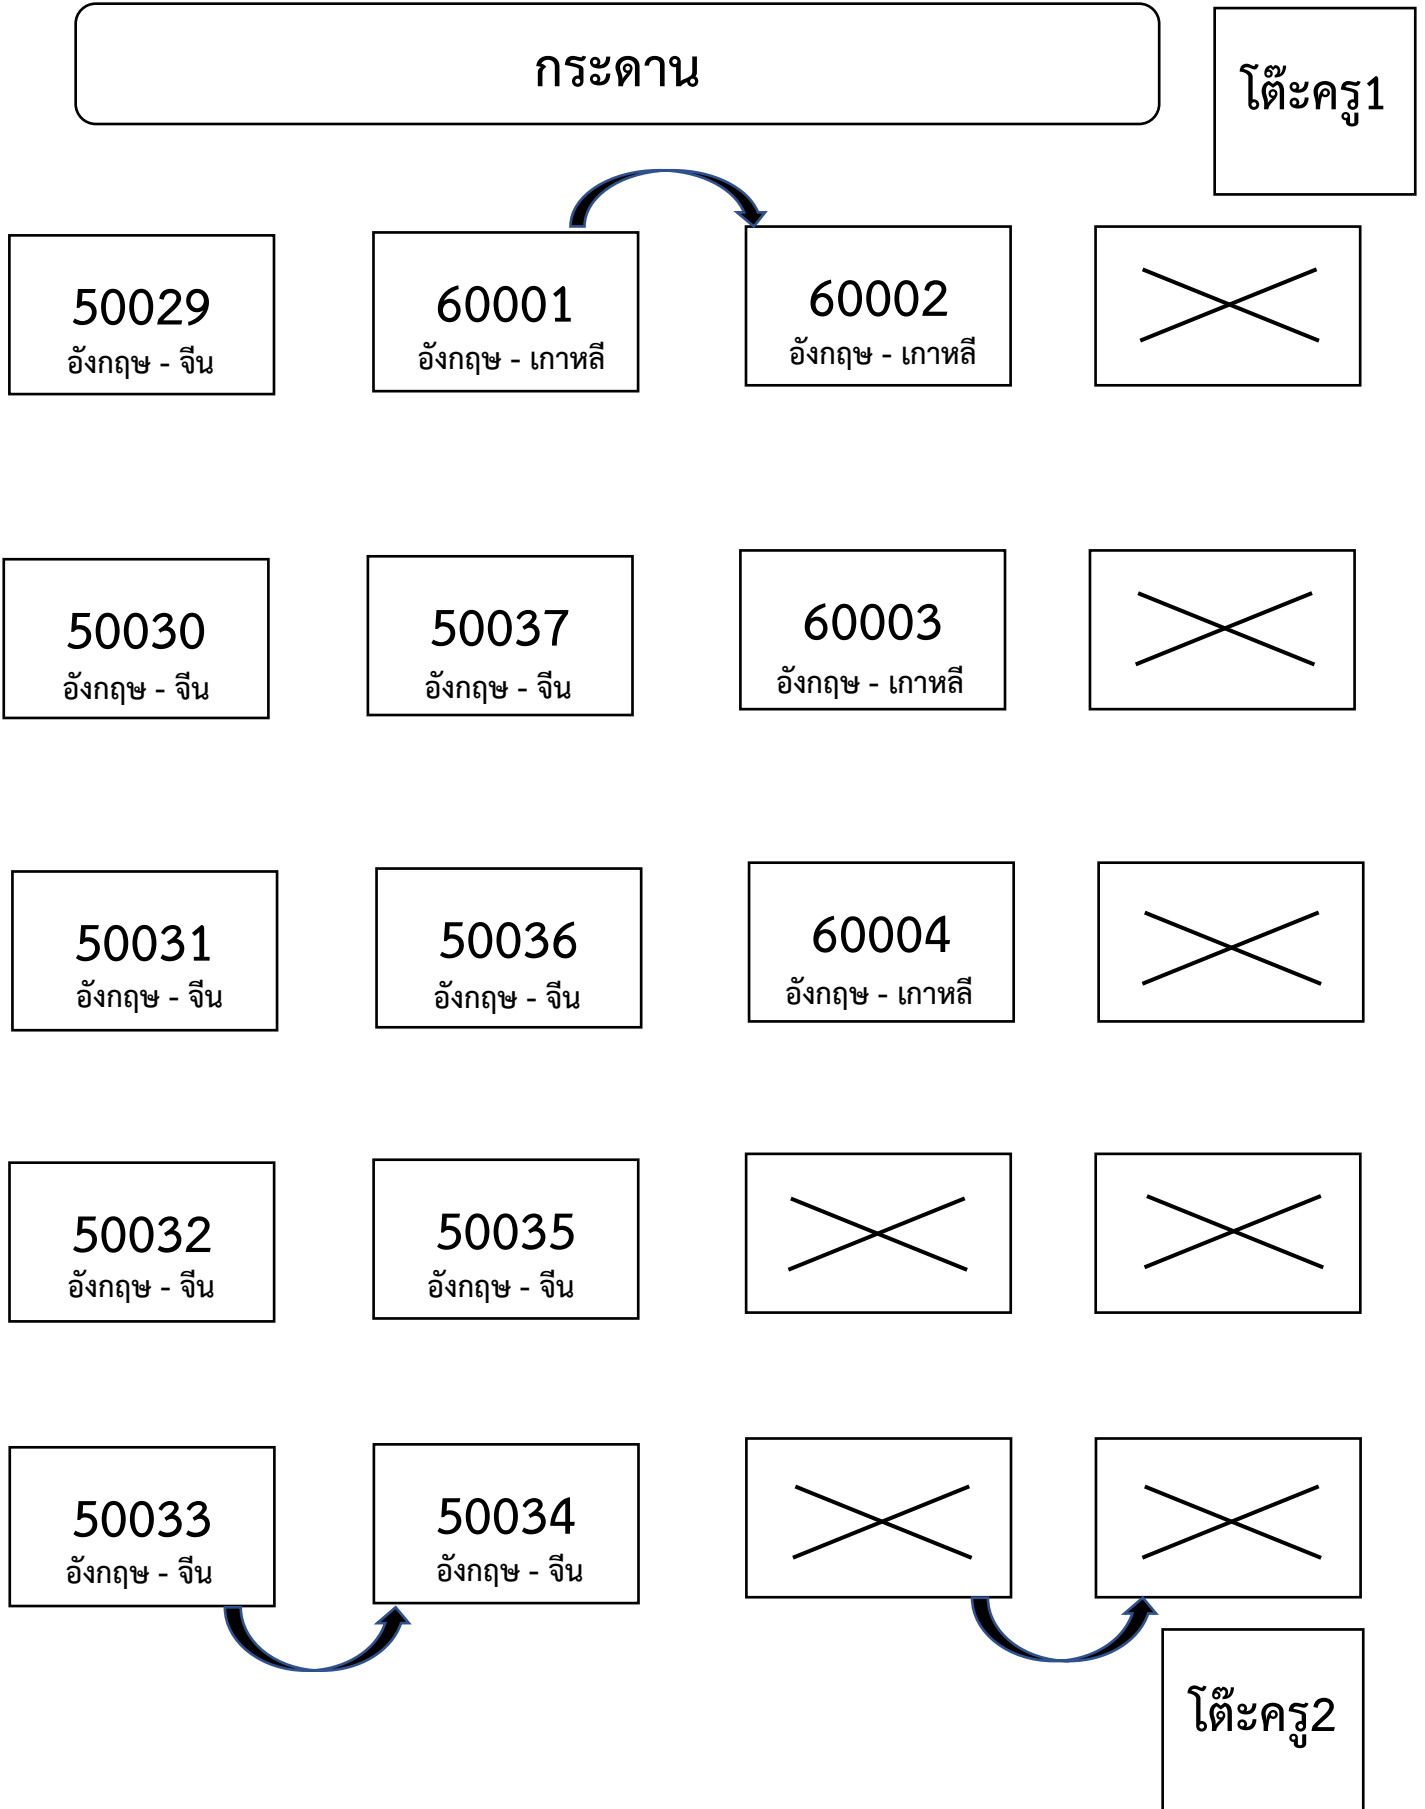 กระดาน
โต๊ะครู1
50029
อังกฤษ - จีน
60001
อังกฤษ - เกาหลี
60002
อังกฤษ - เกาหลี
50030
อังกฤษ - จีน
50037
อังกฤษ - จีน
60003
อังกฤษ - เกาหลี
50031
อังกฤษ - จีน
50036
อังกฤษ - จีน
60004
อังกฤษ - เกาหลี
50032
อังกฤษ - จีน
50035
อังกฤษ - จีน
50033
อังกฤษ - จีน
50034
อังกฤษ - จีน
โต๊ะครู2